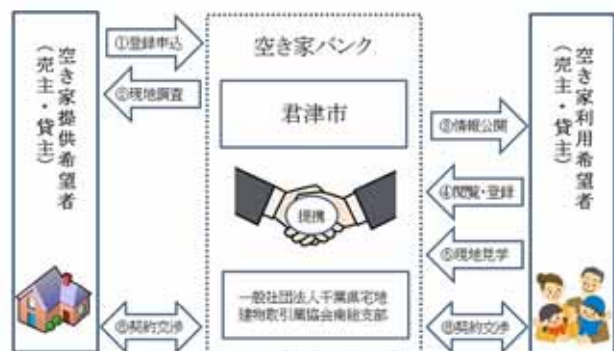 空き家提供希望者
(売主・貸主)
①登録申込
②現地調査
空き家バンク
君津市
提携
一般社団法人千葉県宅地
建物取引業協会南総支部
③情報公開
④閲覧・登録
⑤現地見学
⑥契約交渉
⑥契約交渉
空き家利用希望者
(売主・貸主)